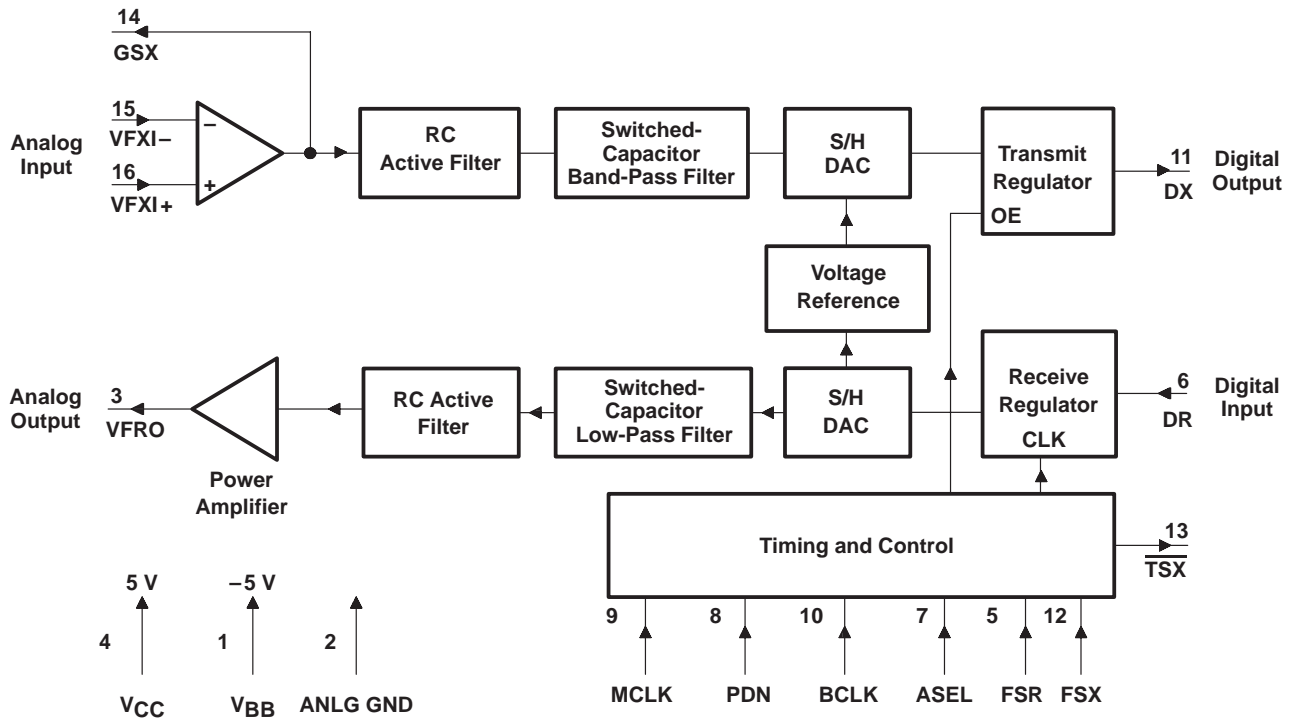 14
GSX
Analog
Input
15
VFXI–
16
VFXI+
–
+
RC
Active Filter
Switched-
Capacitor
Band-Pass Filter
S/H
DAC
Transmit
Regulator
OE
11
DX
Digital
Output
Voltage
Reference
Analog
Output
3
VFRO
Power
Amplifier
RC Active
Filter
Switched-
Capacitor
Low-Pass Filter
S/H
DAC
Receive
Regulator
CLK
6
DR
Digital
Input
Timing and Control
13
TSX
5 V
–5 V
4
1
2
VCC
VBB
ANLG GND
9
8
10
7
5
12
MCLK
PDN
BCLK
ASEL
FSR
FSX